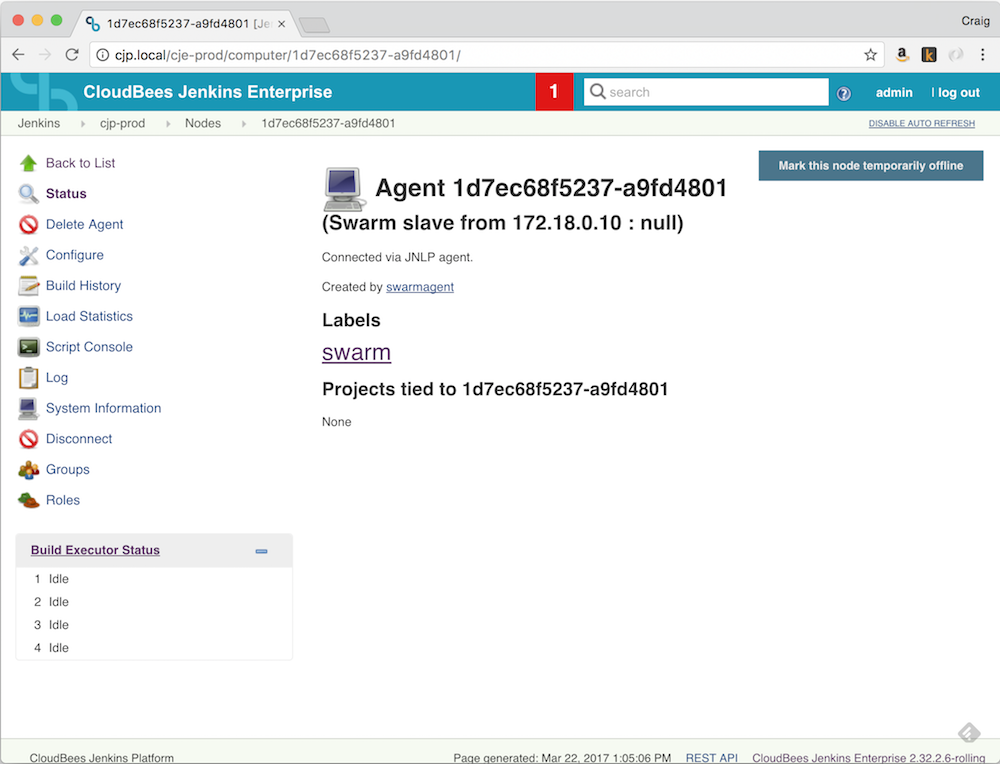 1d7ec68f5237-a9fd4801 [Je
Craig
cjp.local/cje-prod/computer/1d7ec68f5237-a9fd4801/
CloudBees Jenkins Enterprise
1
search
admin
| log out
Jenkins
cjp-prod
Nodes
1d7ec68f5237-a9fd4801
DISABLE AUTO REFRESH
Back to List
Status
Delete Agent
Configure
Build History
Load Statistics
Script Console
Log
System Information
Disconnect
Groups
Roles
Build Executor Status
1 Idle
2 Idle
3 Idle
4 Idle
Mark this node temporarily offline
Agent 1d7ec68f5237-a9fd4801
(Swarm slave from 172.18.0.10 : null)
Connected via JNLP agent.
Created by swarmagent
Labels
swarm
Projects tied to 1d7ec68f5237-a9fd4801
None
CloudBees Jenkins Platform
Page generated: Mar 22, 2017 1:05:06 PM
REST API
CloudBees Jenkins Enterprise 2.32.2.6-rolling